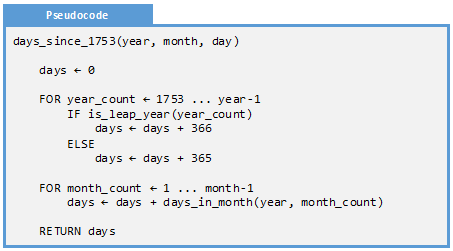 Pseudocode
days_since_1753(year, month, day)
days ← 0
FOR year_count ← 1753 ... year-1
IF is_leap_year(year_count)
days ← days + 366
ELSE
days ← days + 365
FOR month_count ← 1 ... month-1
days ← days + days_in_month(year, month_count)
RETURN days